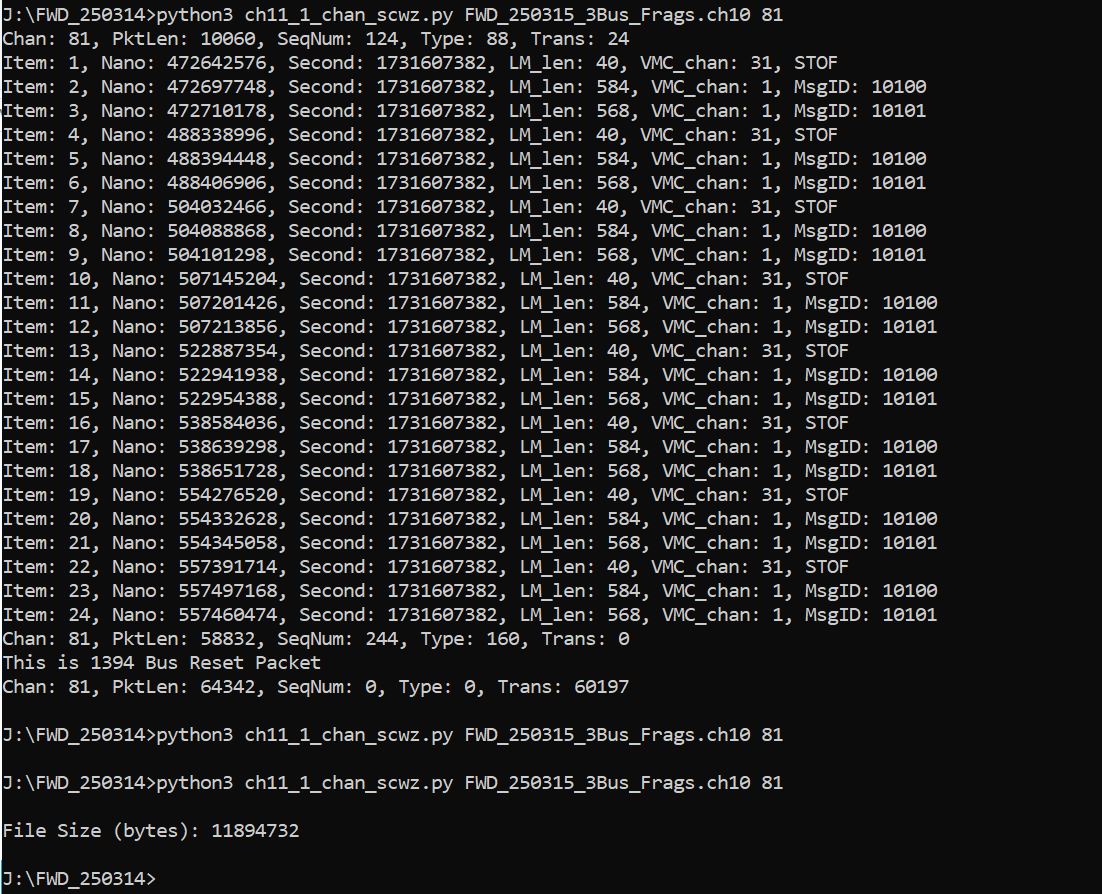 J:\FWD_250314>python3 ch11_1_chan_scwz.py FWD_250315_3Bus_Frags.ch10 81
Chan: 81, PktLen: 10060, SeqNum: 124, Type: 88, Trans: 24
Item: 1, Nano: 472642576, Second: 1731607382, LM_len: 40, VMC_chan: 31, STOF
Item: 2, Nano: 472697748, Second: 1731607382, LM_len: 584, VMC_chan: 1, MsgID: 10100
Item: 3, Nano: 472710178, Second: 1731607382, LM_len: 568, VMC_chan: 1, MsgID: 10101
Item: 4, Nano: 488338996, Second: 1731607382, LM_len: 40, VMC_chan: 31, STOF
Item: 5, Nano: 488394448, Second: 1731607382, LM_len: 584, VMC_chan: 1, MsgID: 10100
Item: 6, Nano: 488406906, Second: 1731607382, LM_len: 568, VMC_chan: 1, MsgID: 10101
Item: 7, Nano: 504032466, Second: 1731607382, LM_len: 40, VMC_chan: 31, STOF
Item: 8, Nano: 504088868, Second: 1731607382, LM_len: 584, VMC_chan: 1, MsgID: 10100
Item: 9, Nano: 504101298, Second: 1731607382, LM_len: 568, VMC_chan: 1, MsgID: 10101
Item: 10, Nano: 507145204, Second: 1731607382, LM_len: 40, VMC_chan: 31, STOF
Item: 11, Nano: 507201426, Second: 1731607382, LM_len: 584, VMC_chan: 1, MsgID: 10100
Item: 12, Nano: 507213856, Second: 1731607382, LM_len: 568, VMC_chan: 1, MsgID: 10101
Item: 13, Nano: 522887354, Second: 1731607382, LM_len: 40, VMC_chan: 31, STOF
Item: 14, Nano: 522941938, Second: 1731607382, LM_len: 584, VMC_chan: 1, MsgID: 10100
Item: 15, Nano: 522954388, Second: 1731607382, LM_len: 568, VMC_chan: 1, MsgID: 10101
Item: 16, Nano: 538584036, Second: 1731607382, LM_len: 40, VMC_chan: 31, STOF
Item: 17, Nano: 538639298, Second: 1731607382, LM_len: 584, VMC_chan: 1, MsgID: 10100
Item: 18, Nano: 538651728, Second: 1731607382, LM_len: 568, VMC_chan: 1, MsgID: 10101
Item: 19, Nano: 554276520, Second: 1731607382, LM_len: 40, VMC_chan: 31, STOF
Item: 20, Nano: 554332628, Second: 1731607382, LM_len: 584, VMC_chan: 1, MsgID: 10100
Item: 21, Nano: 554345058, Second: 1731607382, LM_len: 568, VMC_chan: 1, MsgID: 10101
Item: 22, Nano: 557391714, Second: 1731607382, LM_len: 40, VMC_chan: 31, STOF
Item: 23, Nano: 557497168, Second: 1731607382, LM_len: 584, VMC_chan: 1, MsgID: 10100
Item: 24, Nano: 557460474, Second: 1731607382, LM_len: 568, VMC_chan: 1, MsgID: 10101
Chan: 81, PktLen: 58832, SeqNum: 244, Type: 160, Trans: 0
This is 1394 Bus Reset Packet
Chan: 81, PktLen: 64342, SeqNum: 0, Type: 0, Trans: 60197
J:\FWD_250314>python3 ch11_1_chan_scwz.py FWD_250315_3Bus_Frags.ch10 81
J:\FWD_250314>python3 ch11_1_chan_scwz.py FWD_250315_3Bus_Frags.ch10 81
File Size (bytes): 11894732
J:\FWD_250314>